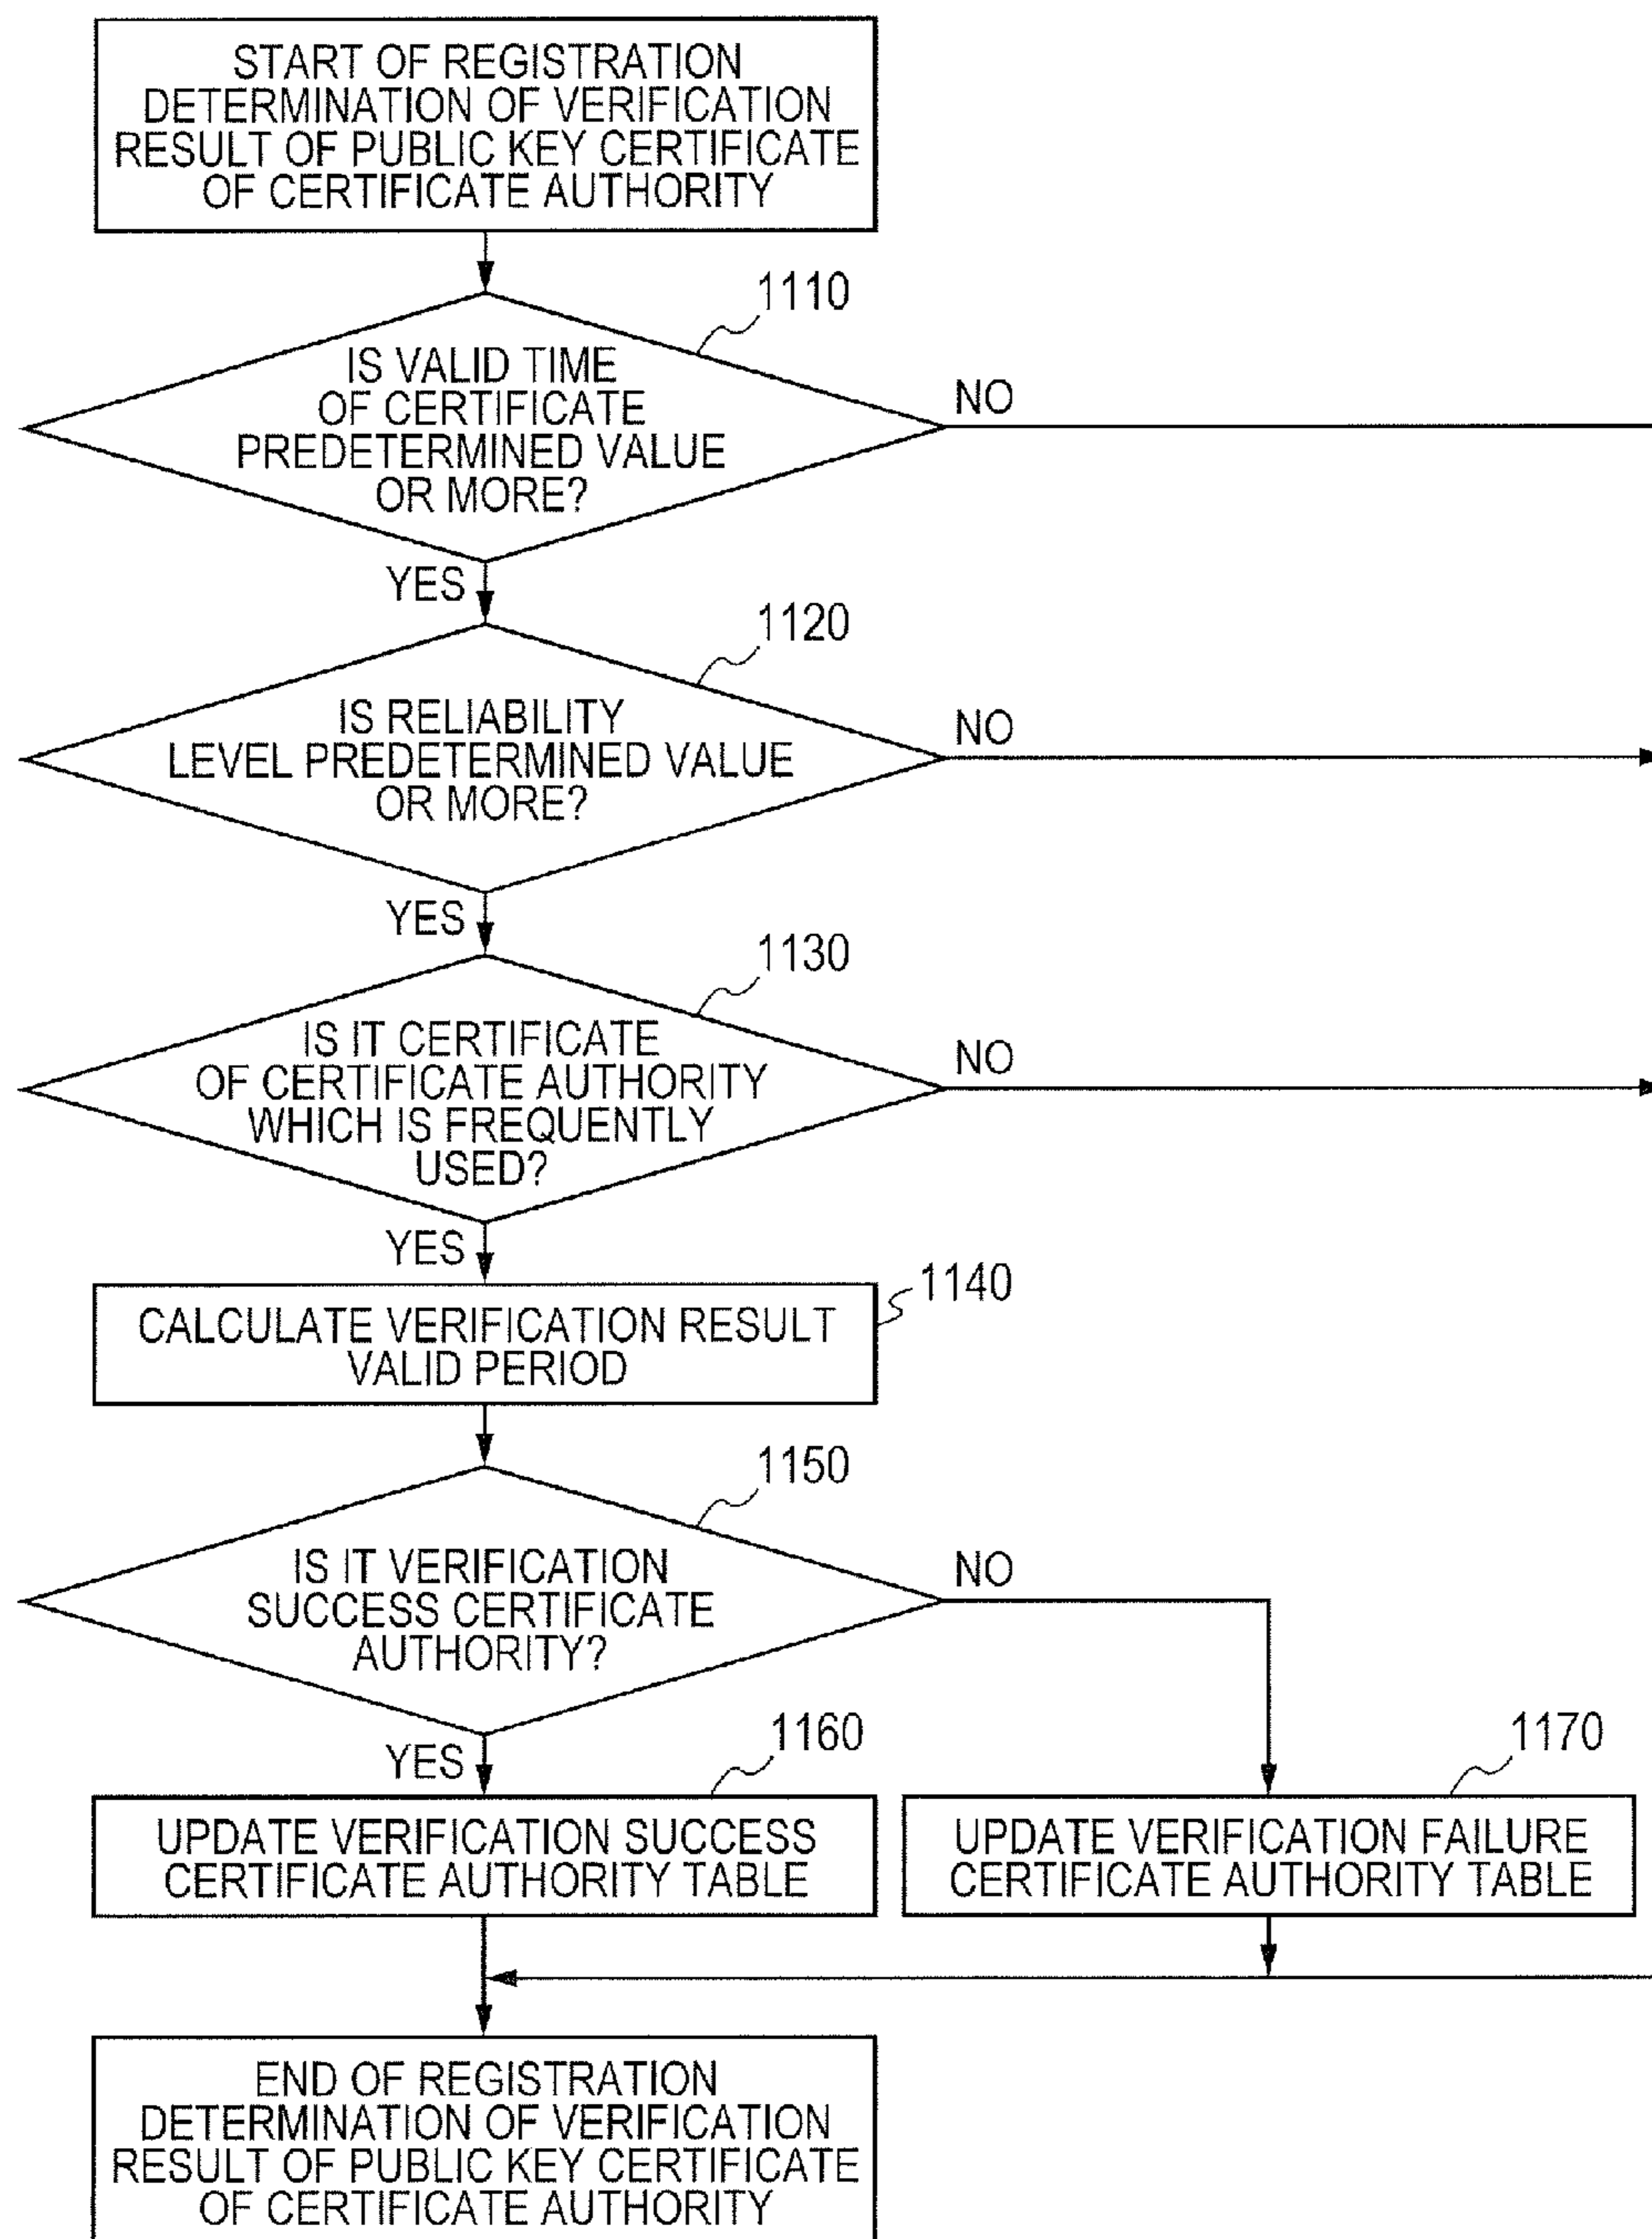 START OF REGISTRATION
DETERMINATION OF VERIFICATION
RESULT OF PUBLIC KEY CERTIFICATE
OF CERTIFICATE AUTHORITY
1110
IS VALID TIME
OF CERTIFICATE
PREDETERMINED VALUE
OR MORE?
NO
YES
1120
IS RELIABILITY
LEVEL PREDETERMINED VALUE
OR MORE?
NO
YES
1130
IS IT CERTIFICATE
OF CERTIFICATE AUTHORITY
WHICH IS FREQUENTLY
USED?
NO
YES
1140
CALCULATE VERIFICATION RESULT
VALID PERIOD
1150
IS IT VERIFICATION
SUCCESS CERTIFICATE
AUTHORITY?
NO
YES
1160
UPDATE VERIFICATION SUCCESS
CERTIFICATE AUTHORITY TABLE
1170
UPDATE VERIFICATION FAILURE
CERTIFICATE AUTHORITY TABLE
END OF REGISTRATION
DETERMINATION OF VERIFICATION
RESULT OF PUBLIC KEY CERTIFICATE
OF CERTIFICATE AUTHORITY